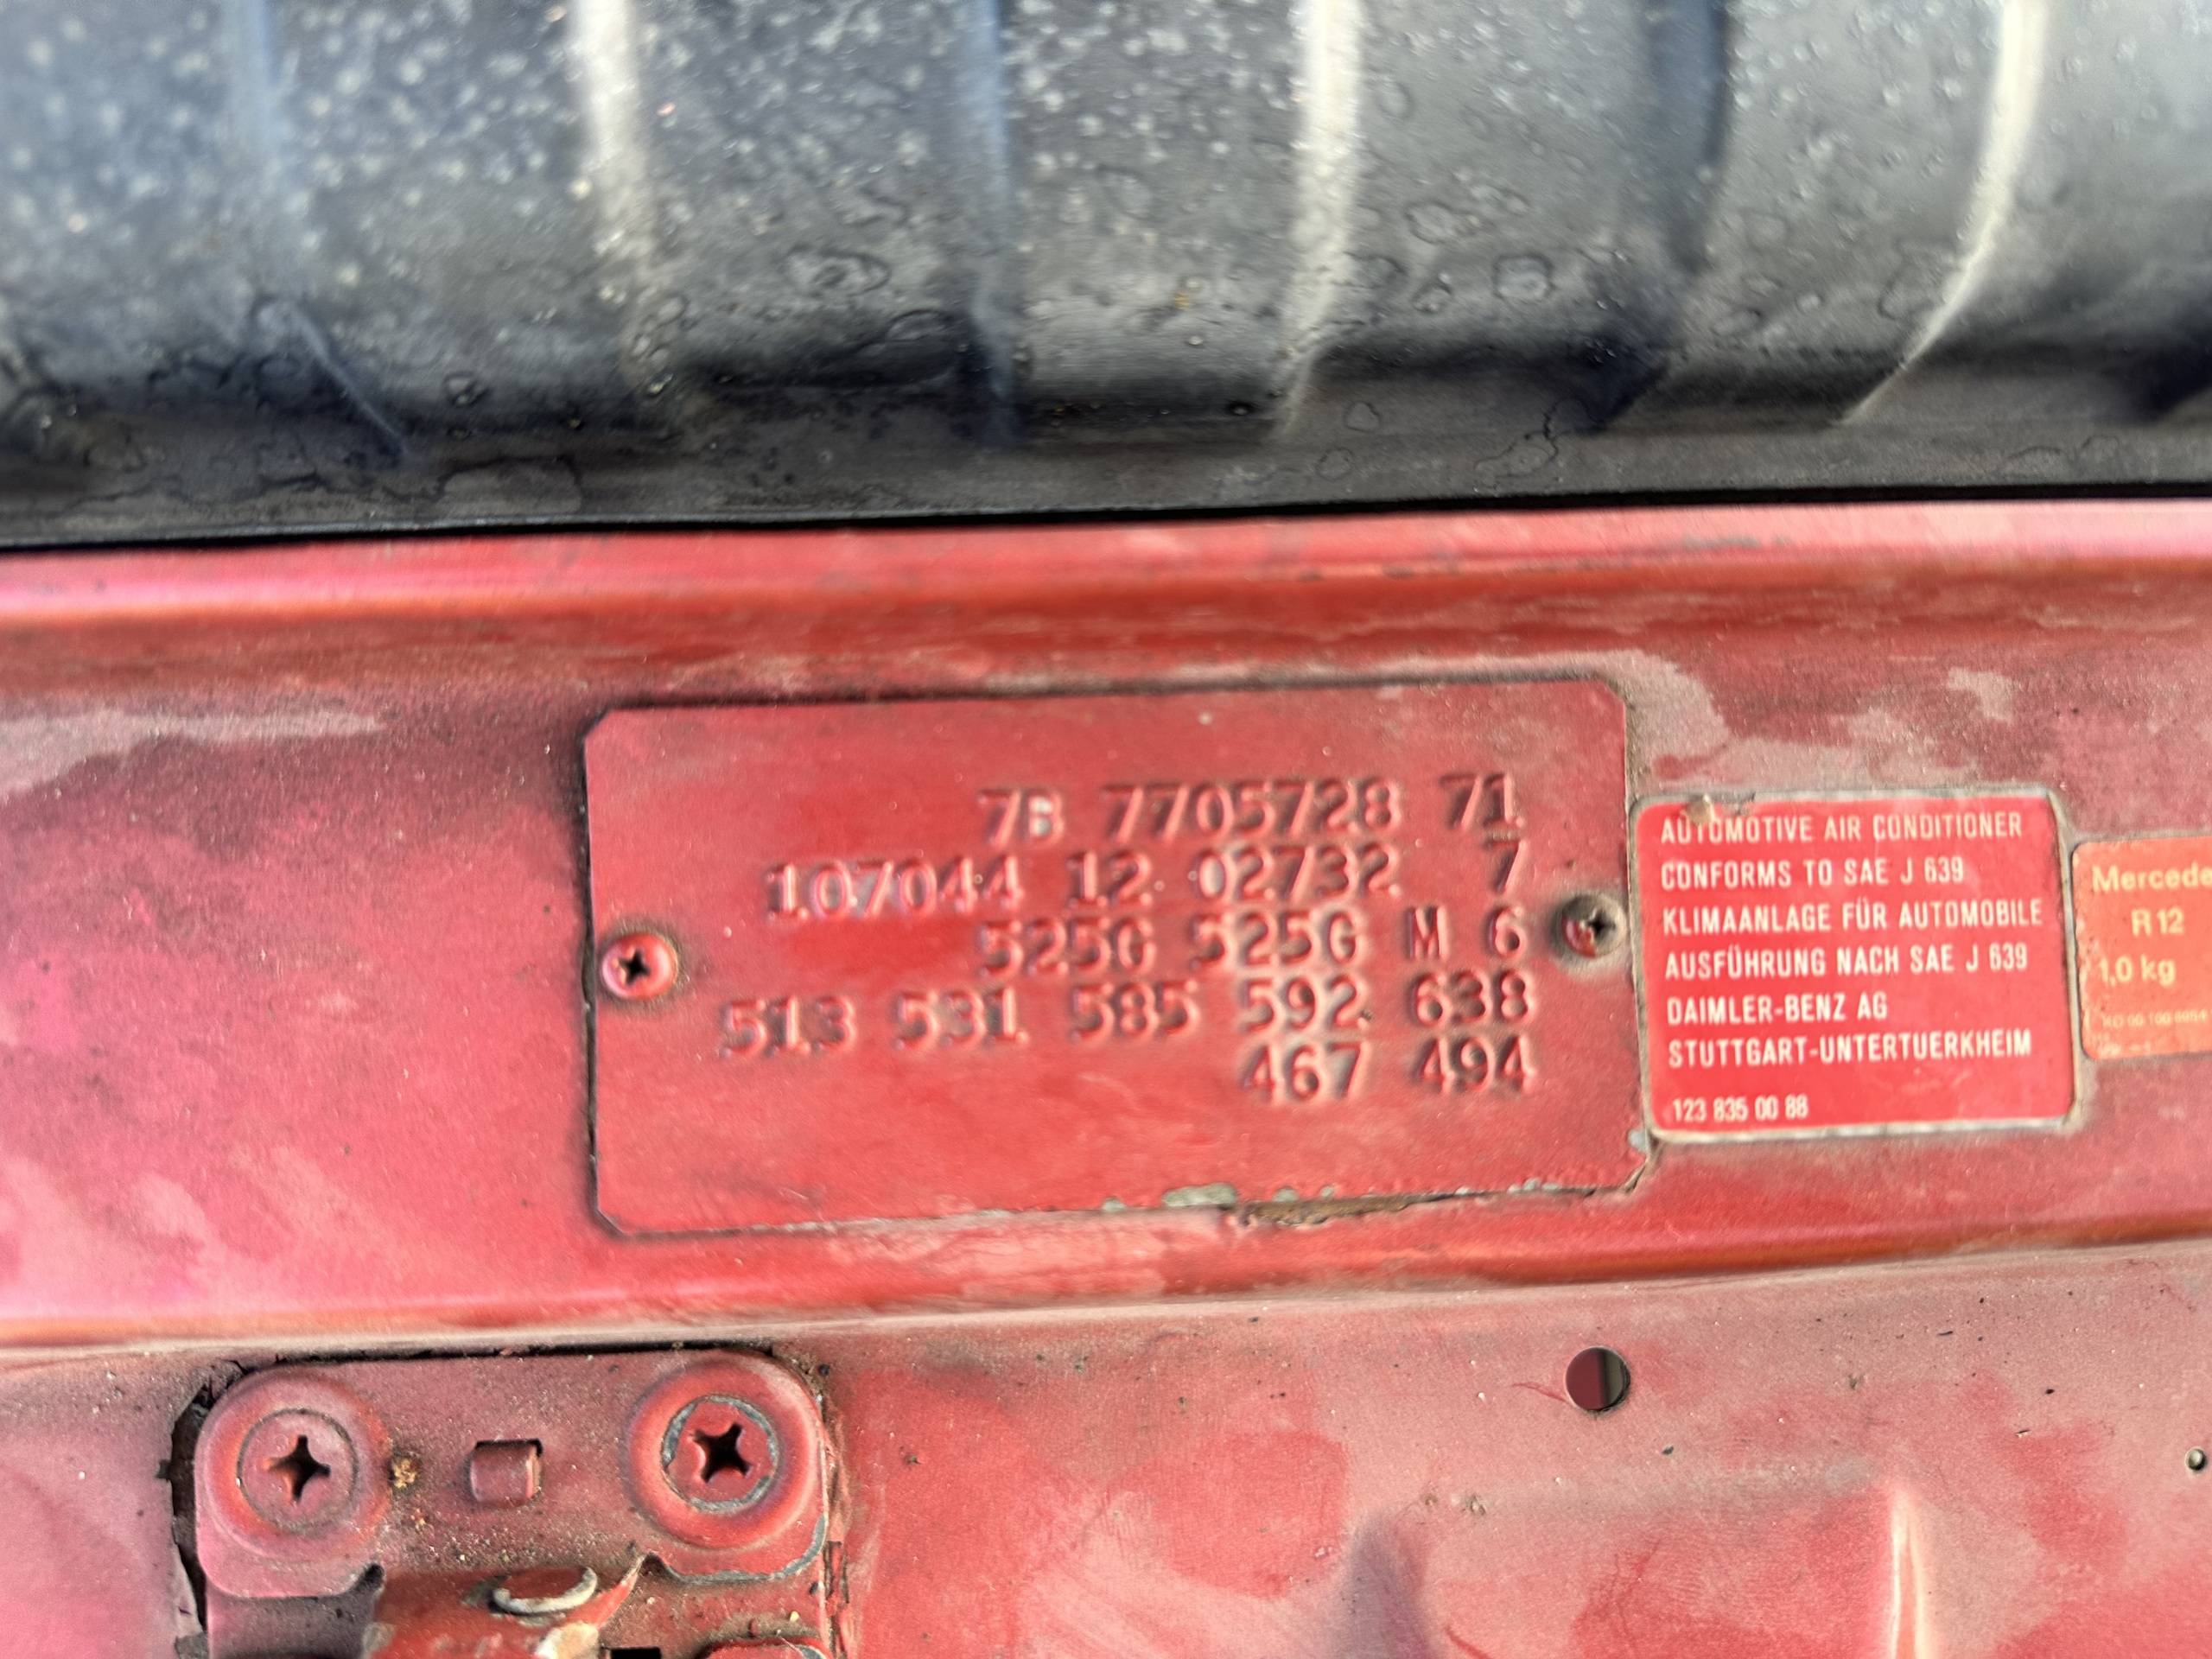 7B 7705728 71
107044 12 02732 7
525G 525G M 6
513 531 585 592 638
467 494
AUTOMOTIVE AIR CONDITIONER
CONFORMS TO SAE J 639
KLIMAANLAGE FÜR AUTOMOBILE
AUSFÜHRUNG NACH SAE J 639
DAIMLER-BENZ AG
STUTTGART-UNTERTUERKHEIM
123 835 00 88
Mercede
R 12
1,0 kg